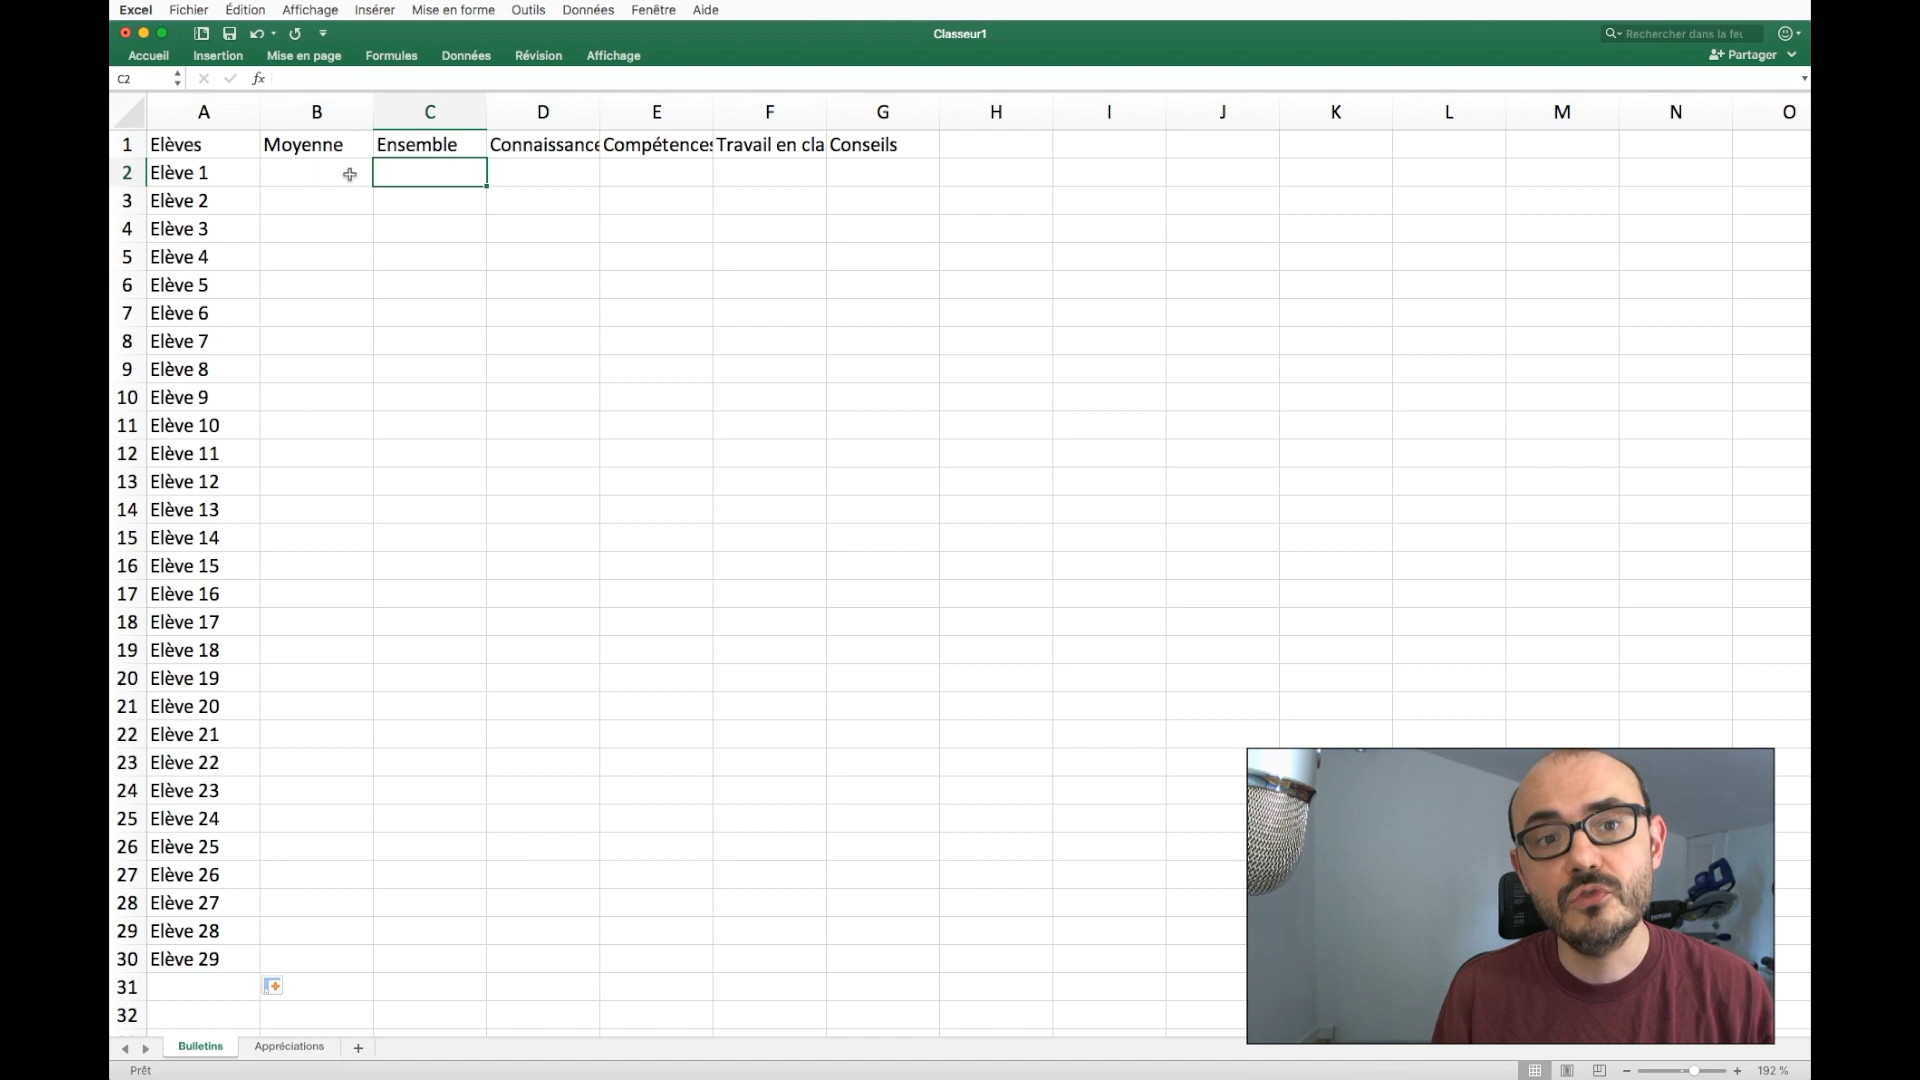 Excel Fichier Édition Affichage Insérer Mise en forme Outils Données Fenêtre Aide
Classeur1
Rechercher dans la feu
Accueil Insertion Mise en page Formules Données Révision Affichage
Partager
C2 fx
A B C D E F G H I J K L M N O
1 Elèves Moyenne Ensemble Connaissance Compétences Travail en cla Conseils
2 Elève 1
3 Elève 2
4 Elève 3
5 Elève 4
6 Elève 5
7 Elève 6
8 Elève 7
9 Elève 8
10 Elève 9
11 Elève 10
12 Elève 11
13 Elève 12
14 Elève 13
15 Elève 14
16 Elève 15
17 Elève 16
18 Elève 17
19 Elève 18
20 Elève 19
21 Elève 20
22 Elève 21
23 Elève 22
24 Elève 23
25 Elève 24
26 Elève 25
27 Elève 26
28 Elève 27
29 Elève 28
30 Elève 29
31
32
Bulletins Appréciations
Prêt
192 %